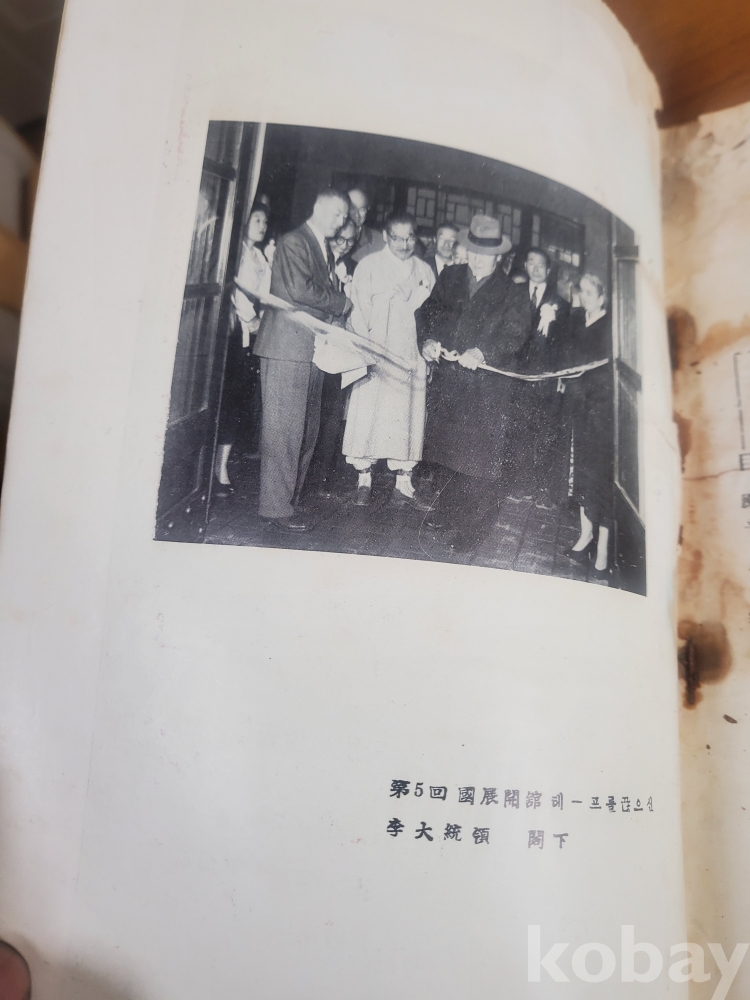 第5回 國展開館 테ー프를끊으신
李大統領 閣下
kobay